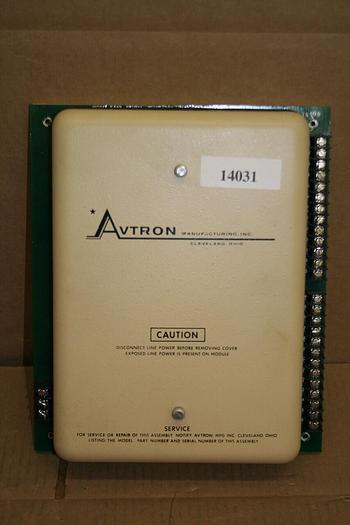 14031
AVTRON MANUFACTURING, INC.
CLEVELAND, OHIO
CAUTION
DISCONNECT LINE POWER BEFORE REMOVING COVER
EXPOSED LINE POWER IS PRESENT ON MODULE
SERVICE
FOR SERVICE OR REPAIR OF THIS ASSEMBLY NOTIFY AVTRON MFG INC CLEVELAND OHIO
LISTING THE MODEL PART NUMBER AND SERIAL NUMBER OF THIS ASSEMBLY